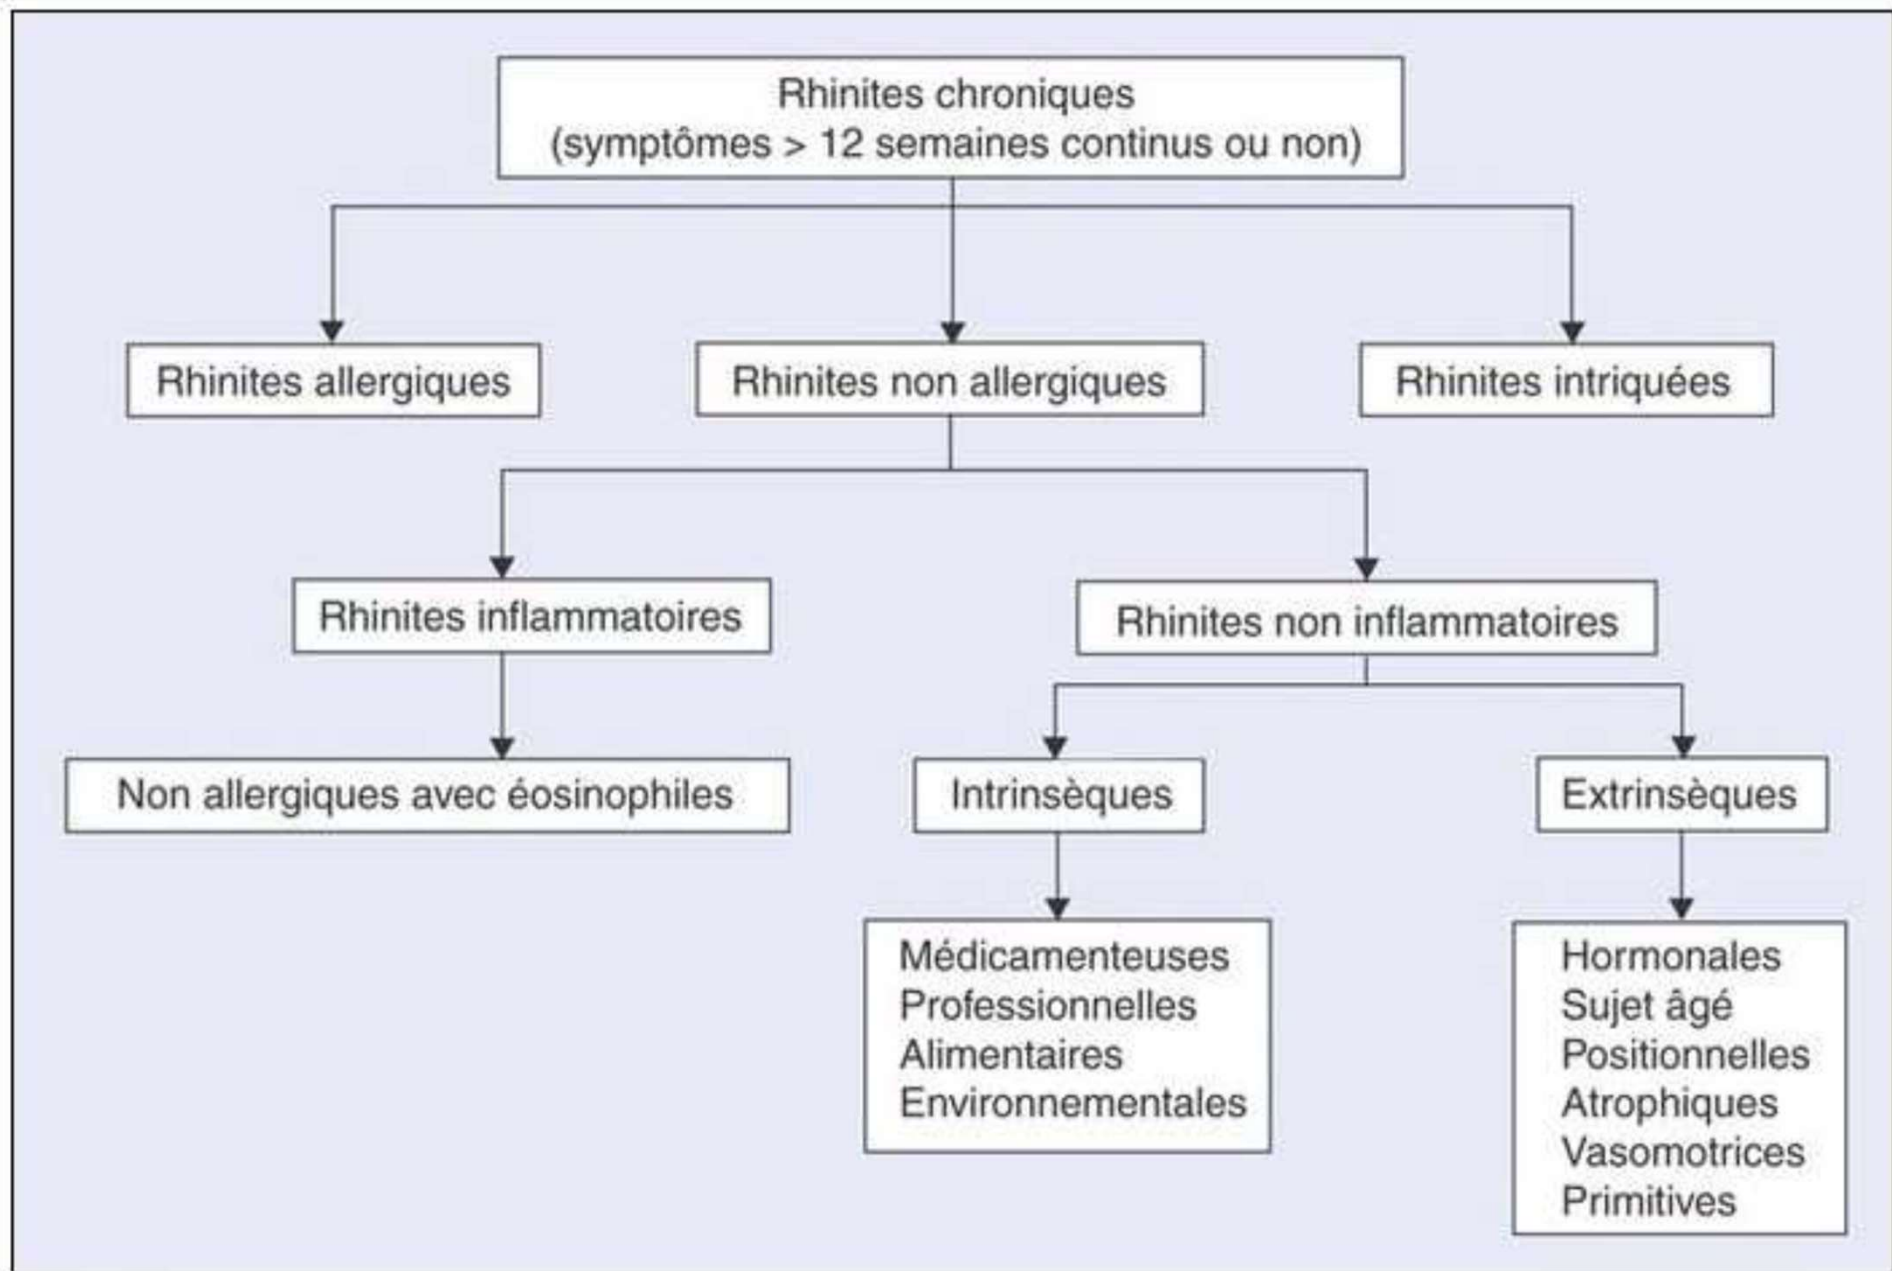 Rhinites chroniques
(symptômes > 12 semaines continus ou non)
Rhinites allergiques
Rhinites non allergiques
Rhinites intriquées
Rhinites inflammatoires
Rhinites non inflammatoires
Non allergiques avec éosinophiles
Intrinsèques
Extrinsèques
Médicamenteuses
Professionnelles
Alimentaires
Environnementales
Hormonales
Sujet âgé
Positionnelles
Atrophiques
Vasomotrices
Primitives